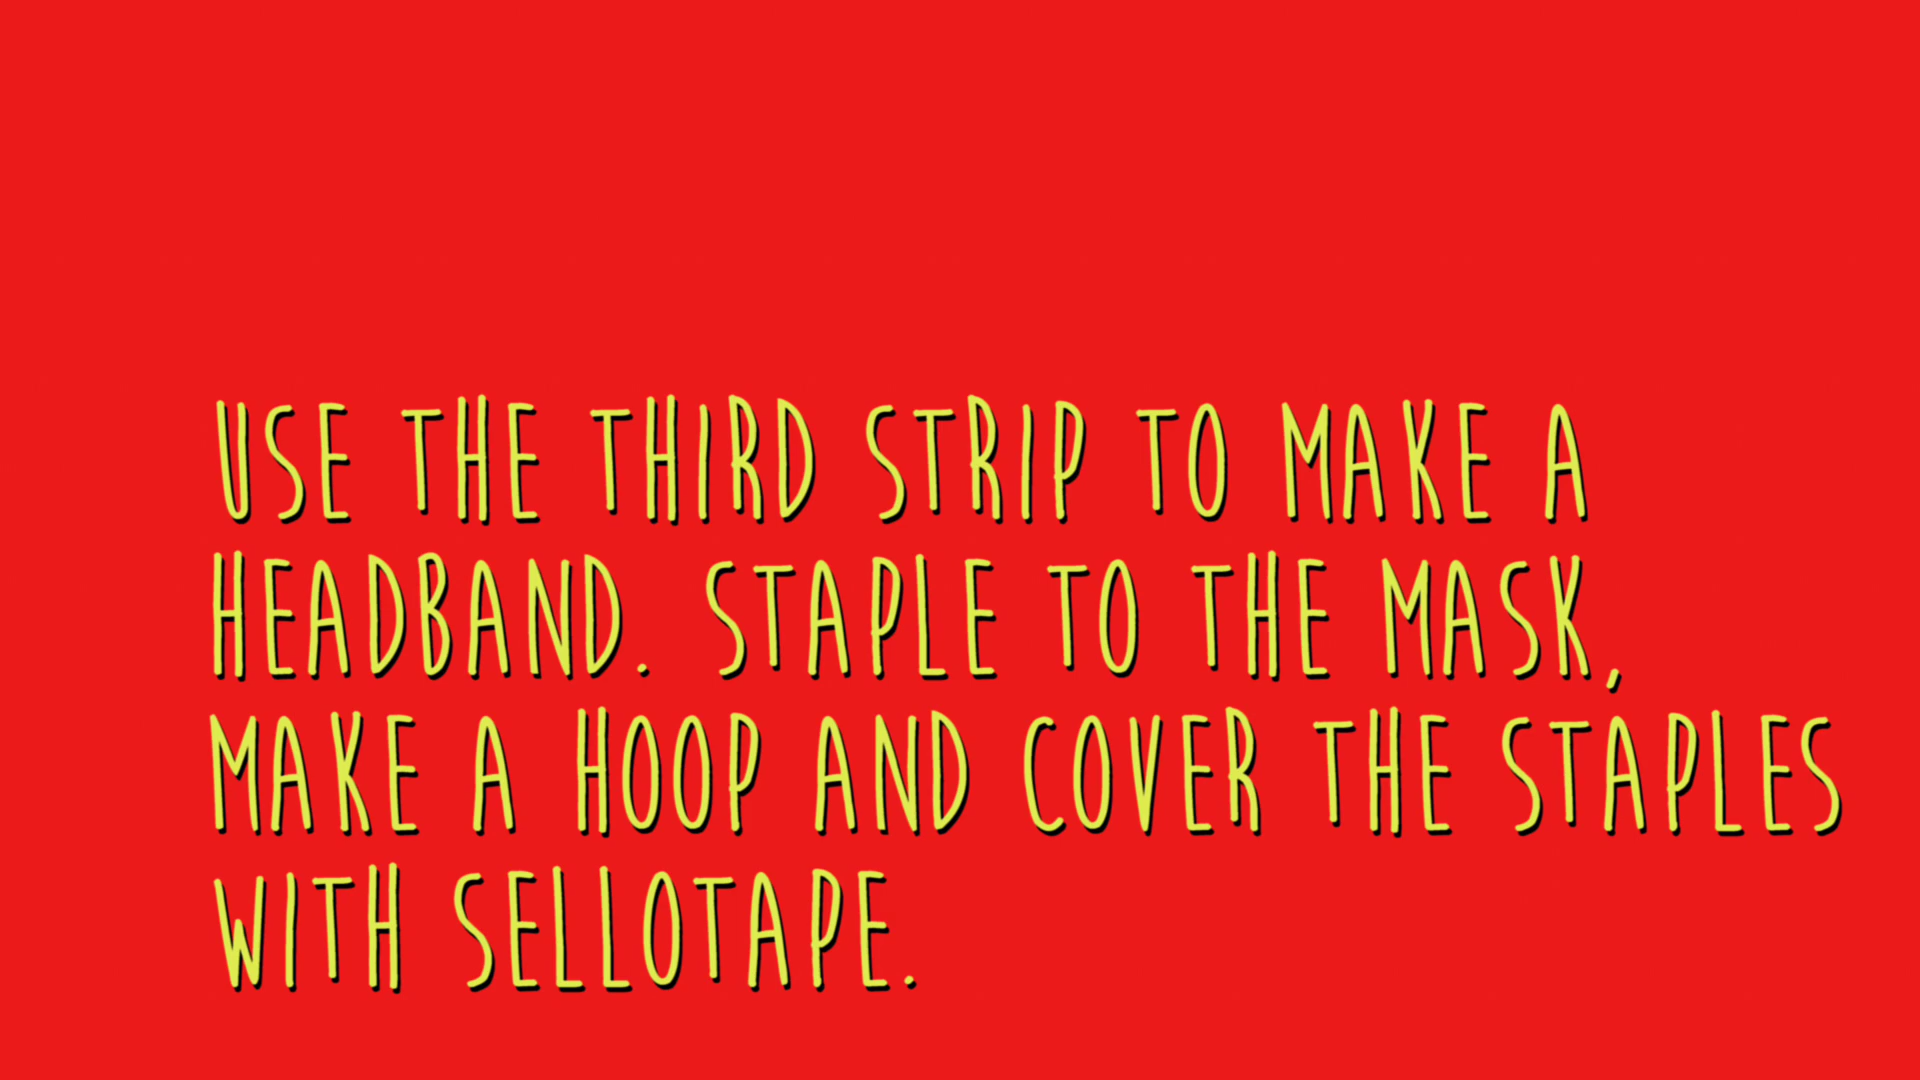 USE THE THIRD STRIP TO MAKE A
HEADBAND. STAPLE TO THE MASK,
MAKE A HOOP AND COVER THE STAPLES
WITH SELLOTAPE.